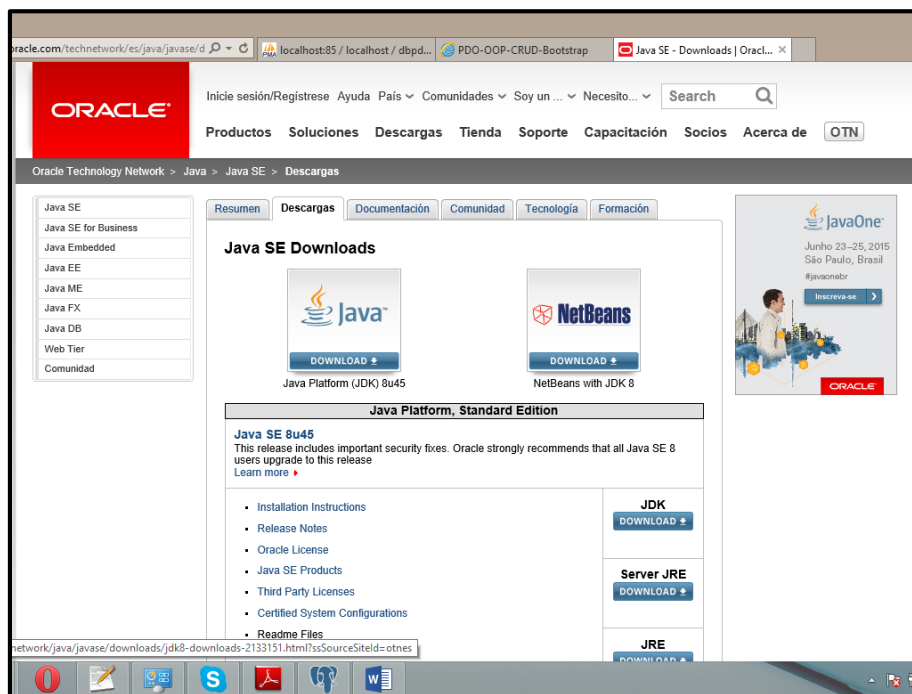 oracle.com/technetwork/es/java/javase/d
localhost:85 / localhost / dbpd...
PDO-OOP-CRUD-Bootstrap
Java SE - Downloads | Oracl...
ORACLE
Inicie sesión/Regístrese Ayuda País Comunidades Soy un ... Necesito... Search
Productos Soluciones Descargas Tienda Soporte Capacitación Socios Acerca de OTN
Oracle Technology Network > Java > Java SE > Descargas
Java SE
Java SE for Business
Java Embedded
Java EE
Java ME
Java FX
Java DB
Web Tier
Comunidad
Resumen Descargas Documentación Comunidad Tecnología Formación
Java SE Downloads
Java
DOWNLOAD
Java Platform (JDK) 8u45
NetBeans
DOWNLOAD
NetBeans with JDK 8
Java Platform, Standard Edition
Java SE 8u45
This release includes important security fixes. Oracle strongly recommends that all Java SE 8
users upgrade to this release
Learn more
Installation Instructions
Release Notes
Oracle License
Java SE Products
Third Party Licenses
Certified System Configurations
Readme Files
JDK
DOWNLOAD
Server JRE
DOWNLOAD
JRE
DOWNLOAD
JavaOne
Junho 23–25, 2015
São Paulo, Brasil
#javaonebr
Inscreva-se
ORACLE
network/java/javase/downloads/jdk8-downloads-2133151.html?ssSourceSiteId=otnes